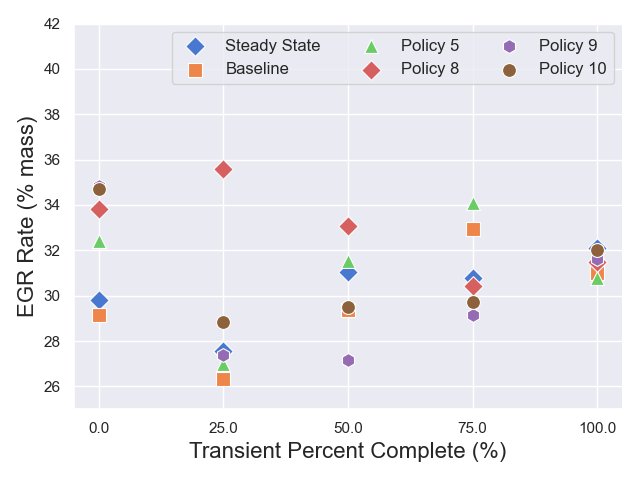 42
40
38
36
34
32
30
28
26
EGR Rate (% mass)
Steady State
Baseline
Policy 5
Policy 8
Policy 9
Policy 10
0.0 25.0 50.0 75.0 100.0
Transient Percent Complete (%)